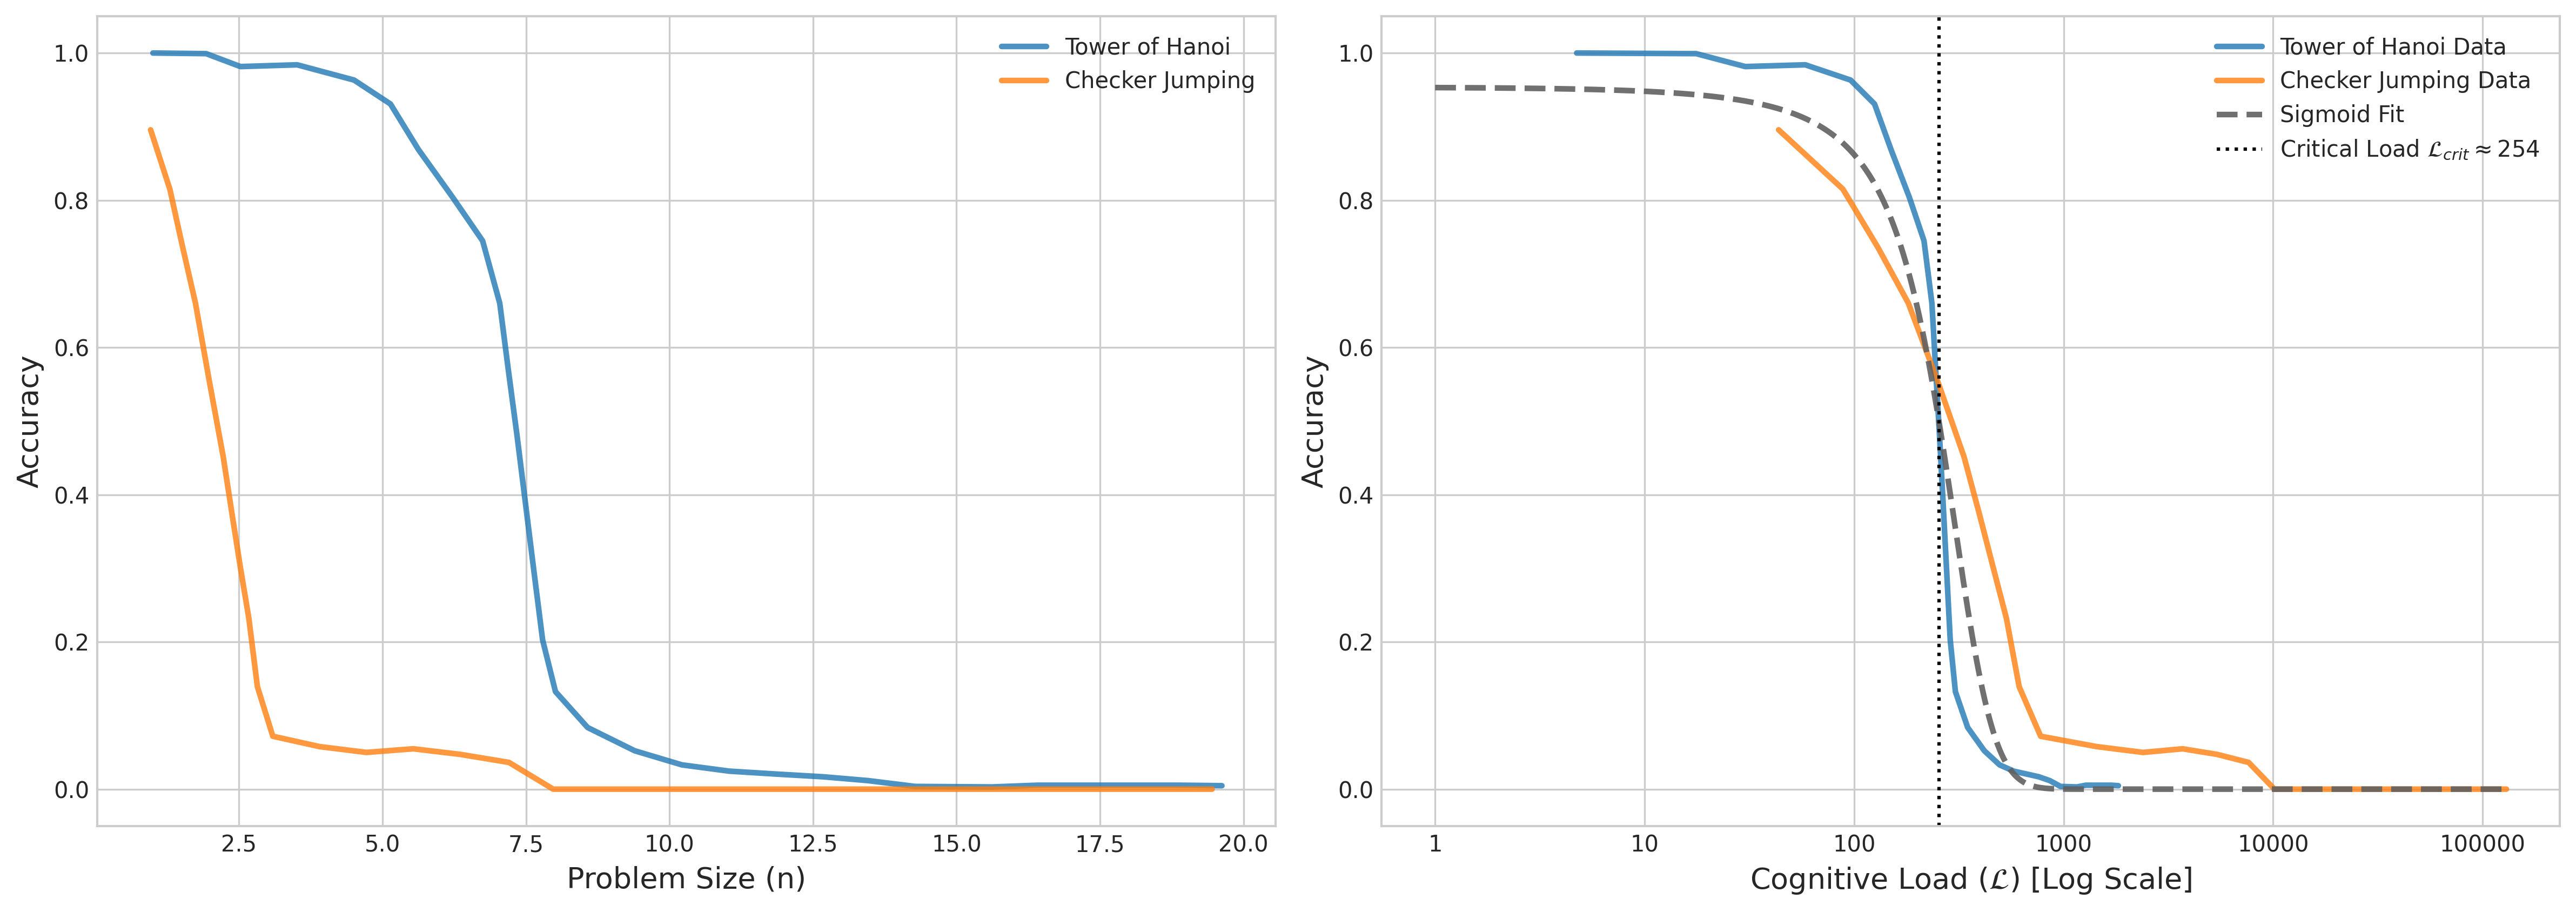 1.0
0.8
0.6
0.4
0.2
0.0
Accuracy
2.5 5.0 7.5 10.0 12.5 15.0 17.5 20.0
Problem Size (n)
Tower of Hanoi
Checker Jumping
1.0
0.8
0.6
0.4
0.2
0.0
Accuracy
1 10 100 1000 10000 100000
Cognitive Load (ℒ) [Log Scale]
Tower of Hanoi Data
Checker Jumping Data
Sigmoid Fit
Critical Load ℒcrit ≈ 254